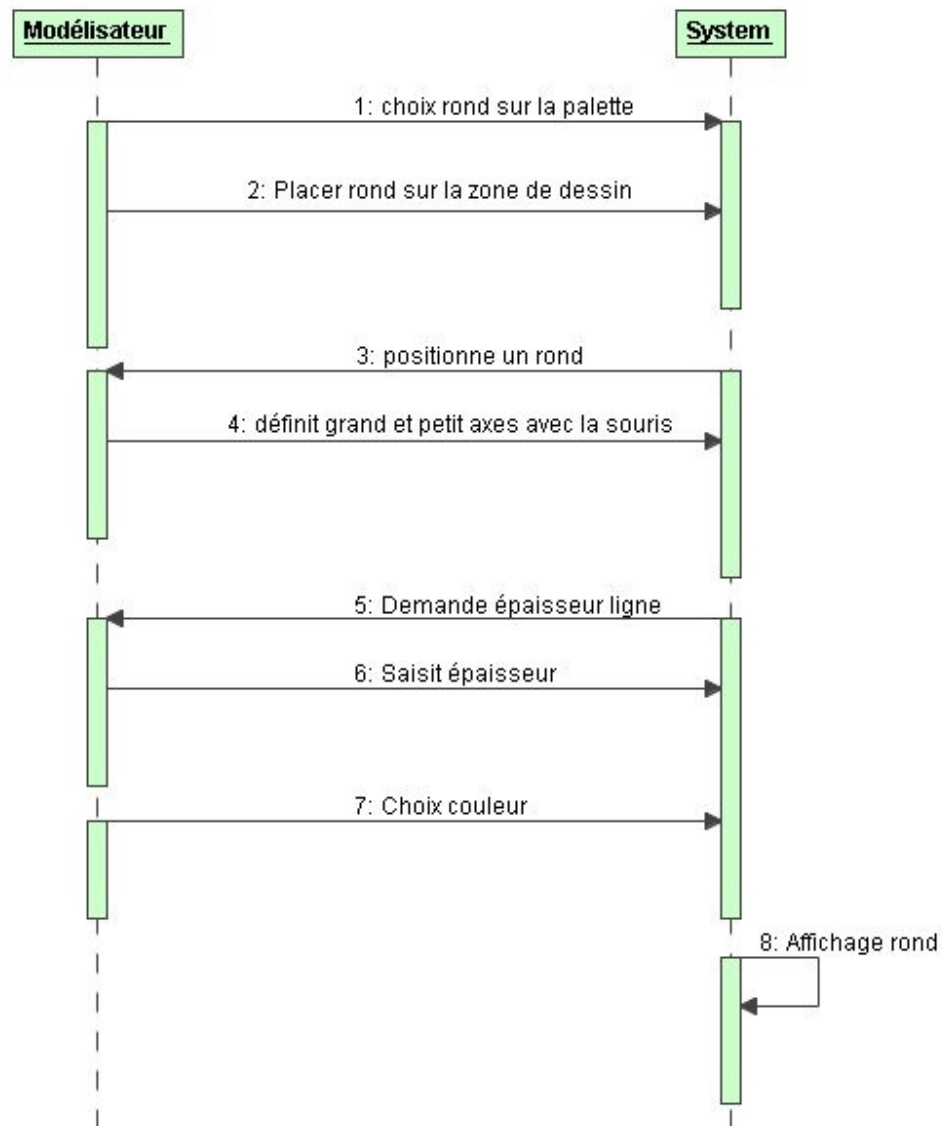 Modélisateur
System
1: choix rond sur la palette
2: Placer rond sur la zone de dessin
3: positionne un rond
4: définit grand et petit axes avec la souris
5: Demande épaisseur ligne
6: Saisit épaisseur
7: Choix couleur
8: Affichage rond